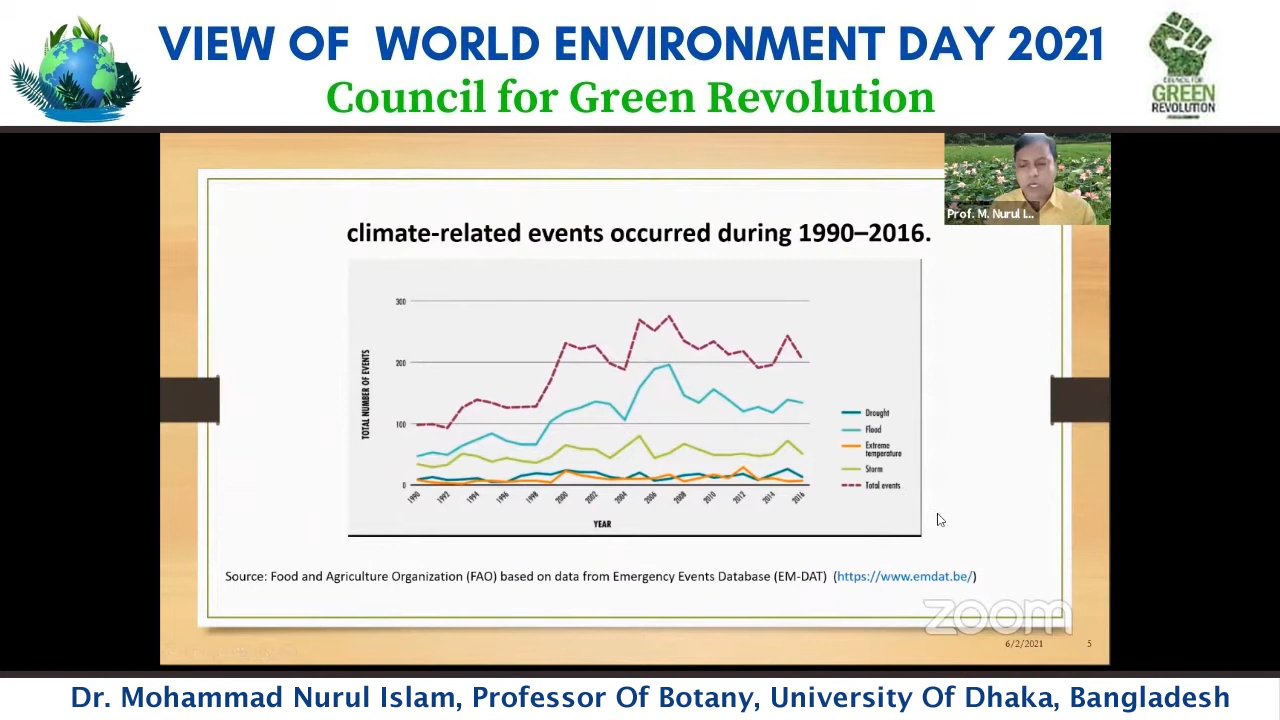 VIEW OF WORLD ENVIRONMENT DAY 2021
Council for Green Revolution
COUNCIL FOR
GREEN
REVOLUTION
Prof. M. Nurul I...
climate-related events occurred during 1990–2016.
TOTAL NUMBER OF EVENTS
300
200
100
0
1990
1992
1994
1996
1998
2000
2002
2004
2006
2008
2010
2012
2014
2016
YEAR
Drought
Flood
Extreme
temperature
Storm
Total events
Source: Food and Agriculture Organization (FAO) based on data from Emergency Events Database (EM-DAT) (https://www.emdat.be/)
zoom
6/2/2021
5
Dr. Mohammad Nurul Islam, Professor Of Botany, University Of Dhaka, Bangladesh